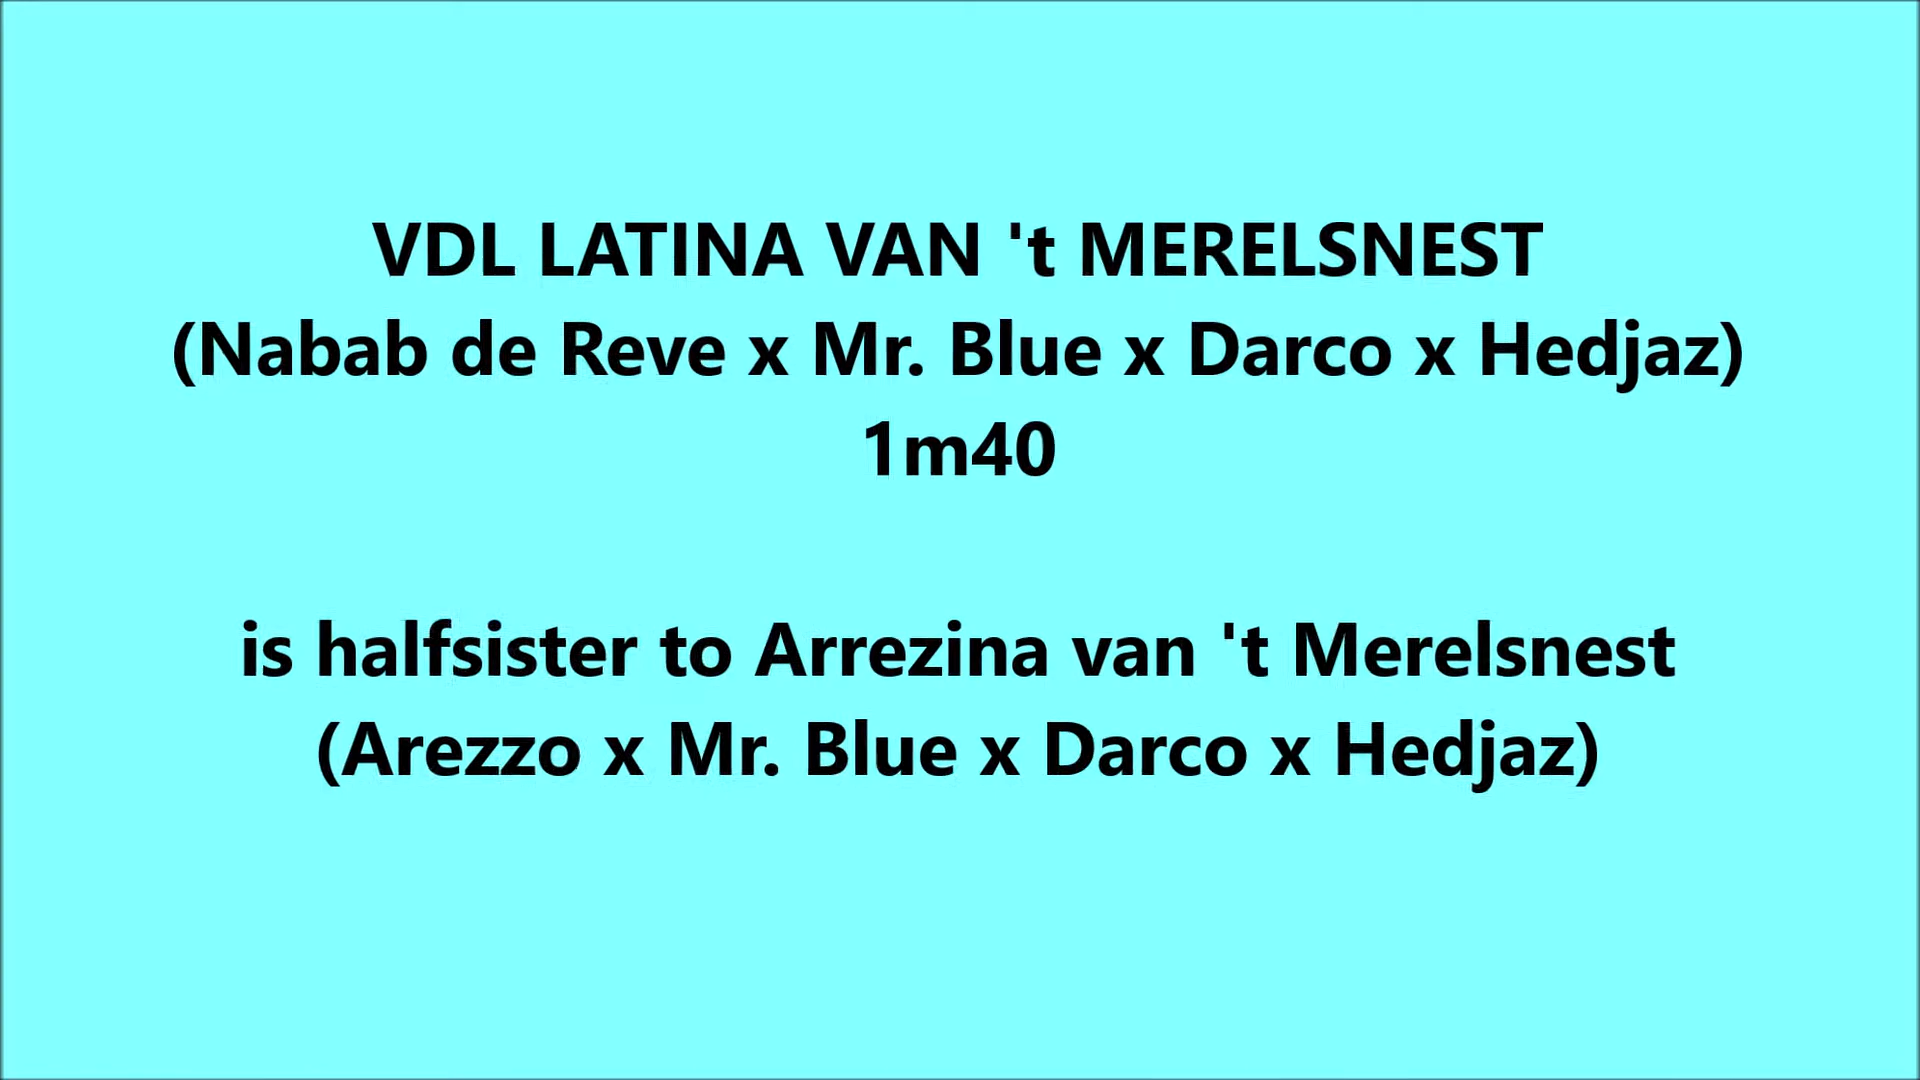 VDL LATINA VAN 't MERELSNEST
(Nabab de Reve x Mr. Blue x Darco x Hedjaz)
1m40
is halfsister to Arrezina van 't Merelsnest
(Arezzo x Mr. Blue x Darco x Hedjaz)